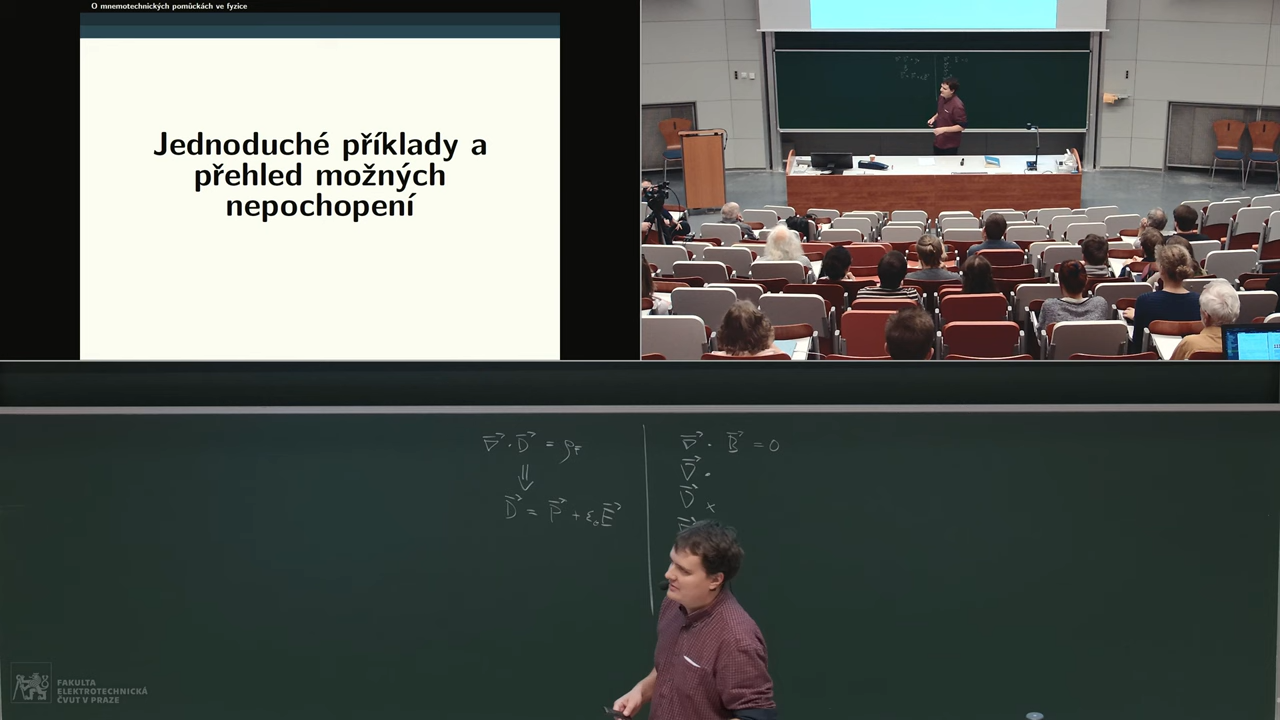 O mnemotechnických pomůckách ve fyzice
Jednoduché příklady a
přehled možných
nepochopení
∇⃗ · D⃗ = ρ_F
⇓
D⃗ = P⃗ + ε₀E⃗
∇⃗ · B⃗ = 0
∇⃗ ·
∇⃗ ×
FAKULTA
ELEKTROTECHNICKÁ
ČVUT V PRAZE